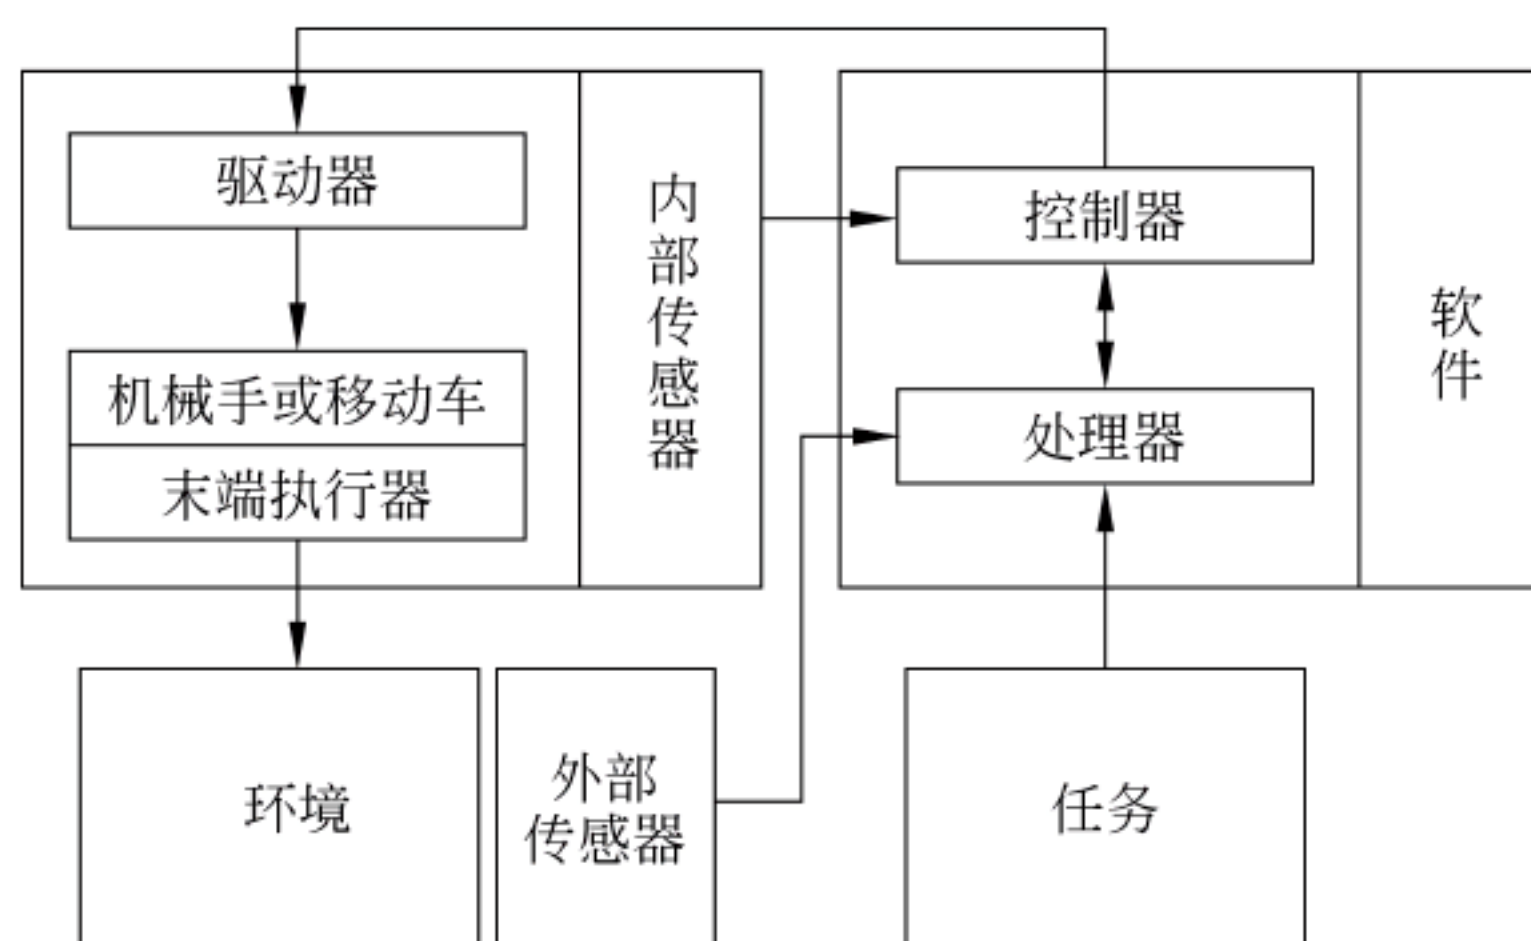 驱动器
机械手或移动车
末端执行器
内部传感器
控制器
处理器
软件
环境
外部
传感器
任务